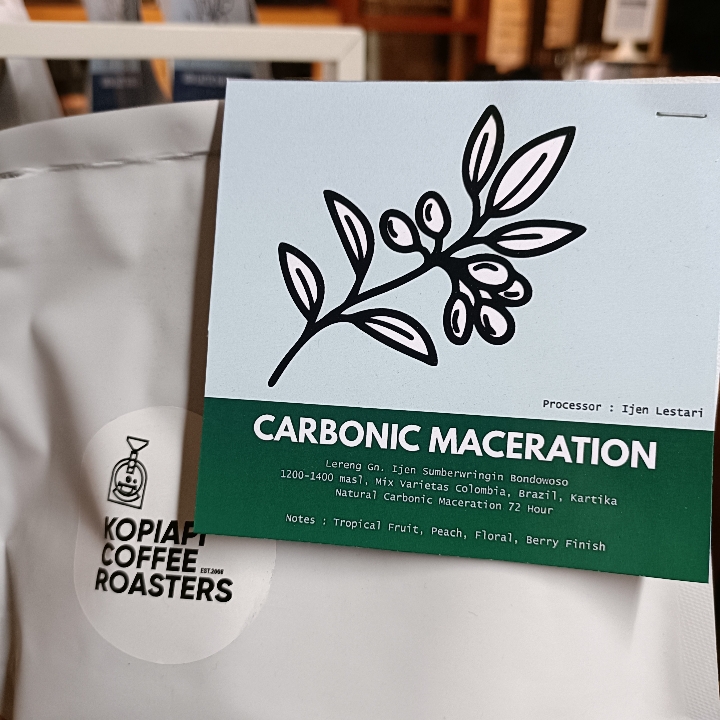 Processor : Ijen Lestari
CARBONIC MACERATION
Lereng Gn. Ijen Sumberwringin Bondowoso
1200-1400 masl. Mix Varietas Colombia, Brazil, Kartika
Natural Carbonic Maceration 72 Hour
Notes : Tropical Fruit, Peach, Floral, Berry Finish
KOPIAPI
COFFEE
EST.2008
ROASTERS